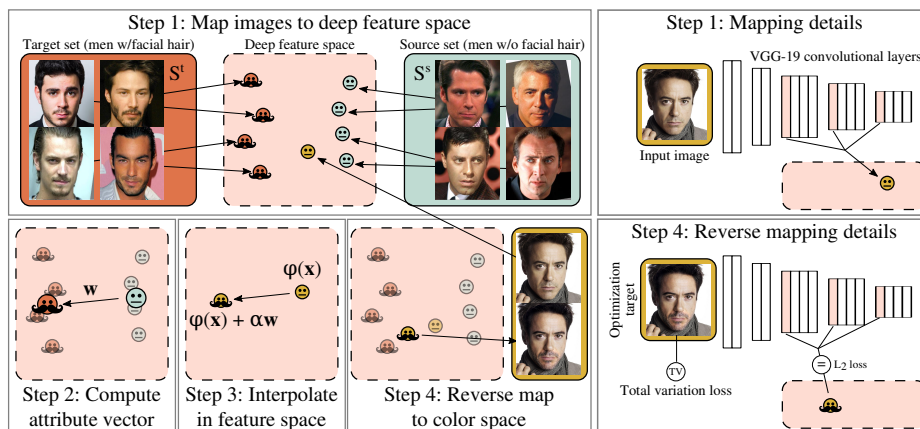 Step 1: Map images to deep feature space
Target set (men w/facial hair)
Deep feature space
Source set (men w/o facial hair)
S^t
S^s
Step 1: Mapping details
VGG-19 convolutional layers
Input image
w
Step 2: Compute
attribute vector
φ(x)
φ(x) + αw
Step 3: Interpolate
in feature space
Step 4: Reverse map
to color space
Step 4: Reverse mapping details
Optimization
target
TV
Total variation loss
=
L₂ loss